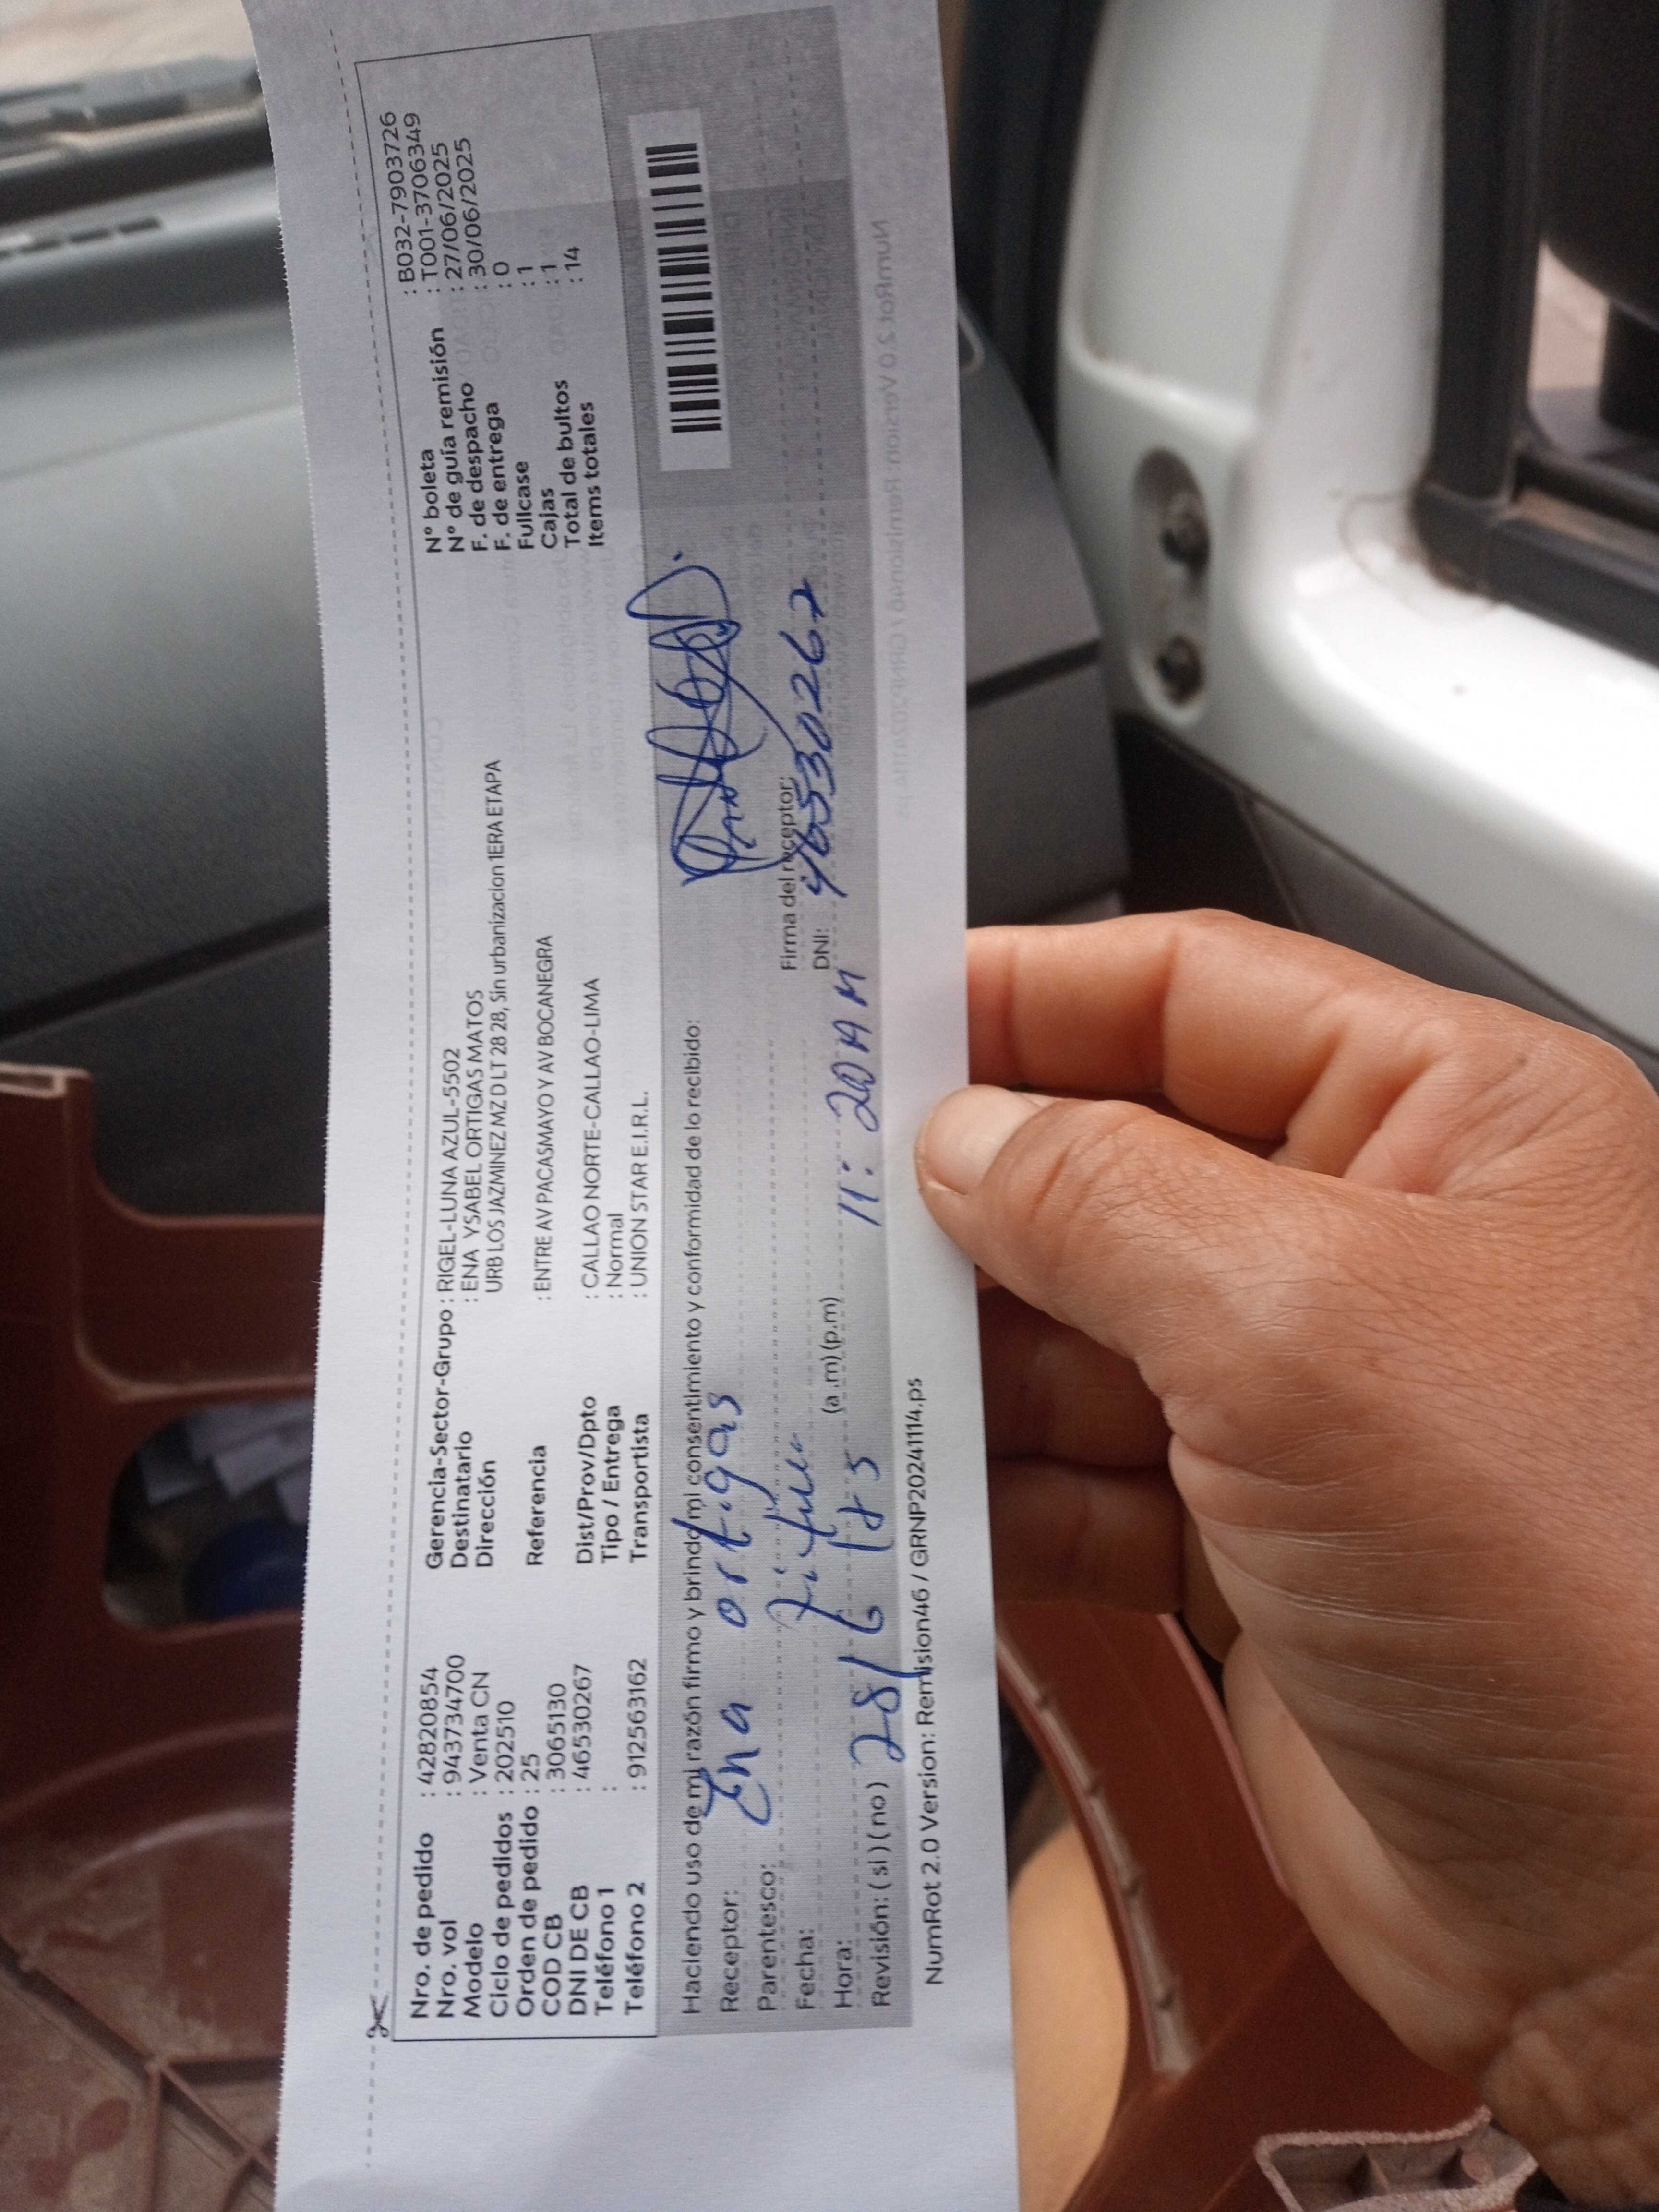 Nro. de pedido : 42820854
Nro. vol : 943734700
Modelo : Venta CN
Ciclo de pedidos : 202510
Orden de pedido : 25
COD CB : 3065130
DNI DE CB : 46530267
Teléfono 1 :
Teléfono 2 : 912563162
Gerencia-Sector-Grupo : RIGEL-LUNA AZUL-5502
Destinatario : ENA YSABEL ORTIGAS MATOS
Dirección URB LOS JAZMINEZ MZ D LT 28 28, Sin urbanizacion 1ERA ETAPA
Referencia : ENTRE AV PACASMAYO Y AV BOCANEGRA
Dist/Prov/Dpto : CALLAO NORTE-CALLAO-LIMA
Tipo / Entrega : Normal
Transportista : UNION STAR E.I.R.L.
N° boleta : B032-7903726
N° de guía remisión : T001-3706349
F. de despacho : 27/06/2025
F. de entrega : 30/06/2025
Fullcase : 0
Cajas : 1
Total de bultos : 1
Items totales : 14
Haciendo uso de mi razón firmo y brindo mi consentimiento y conformidad de lo recibido:
Receptor: Ena ortigas
Parentesco:
Firma del receptor:
Fecha: 28/6/25
DNI: 46530267
Hora: (a.m)(p.m) 11:20AM
Revisión: ( si ) ( no )
NumRot 2.0 Version: Remision46 / GRNP20241114.ps